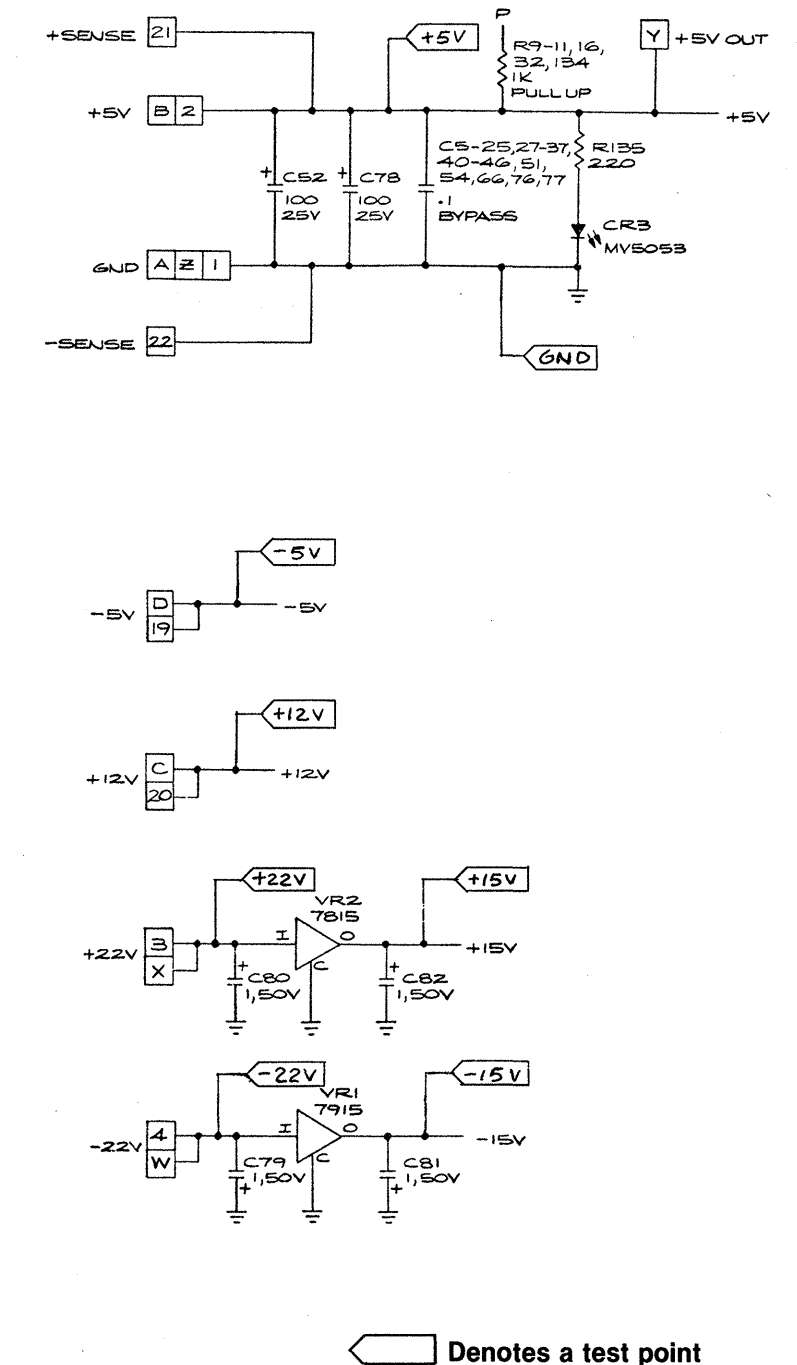 +SENSE 21
+5V
P
R9-11,16,
32,134
1K
PULL UP
Y +5V OUT
+5V B 2
+5V
+ C52
100
25V
+ C78
100
25V
C5-25,27-37,
40-46,51,
54,66,76,77
.1
BYPASS
R135
220
CR3
MV5053
GND A Z 1
-SENSE 22
GND
-5V
-5V D 19
-5V
+12V
+12V C 20
+12V
+22V
VR2
7815
+15V
+22V 3 X
I O C
+15V
+ C80
1,50V
+ C82
1,50V
-22V
VR1
7915
-15V
-22V 4 W
I O C
-15V
C79
1,50V
+
C81
1,50V
+
Denotes a test point